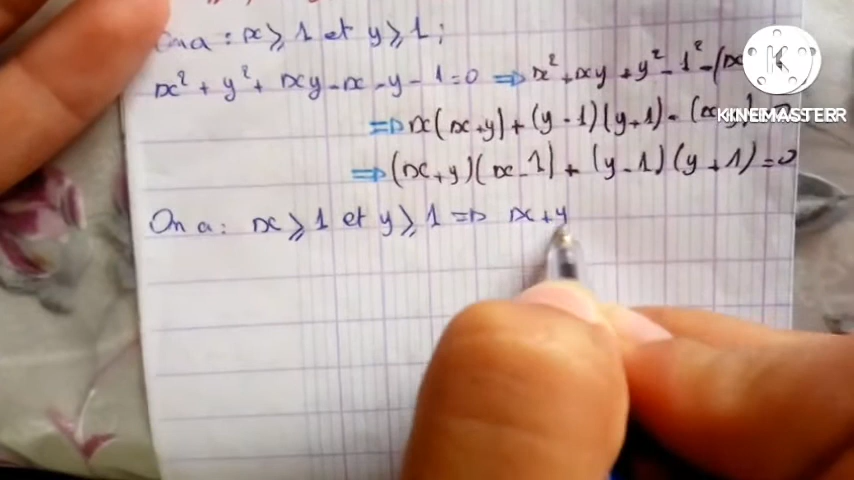 On a : x ⩾ 1 et y ⩾ 1 ;
x² + y² + xy - x - y - 1 = 0 ⇒ x² + xy + y² - 1² - (x
⇒ x(x+y) + (y-1)(y+1) - (x
⇒ (x+y)(x-1) + (y-1)(y+1) = 0
On a : x ⩾ 1 et y ⩾ 1 ⇒ x+y
K
KINEMASTER